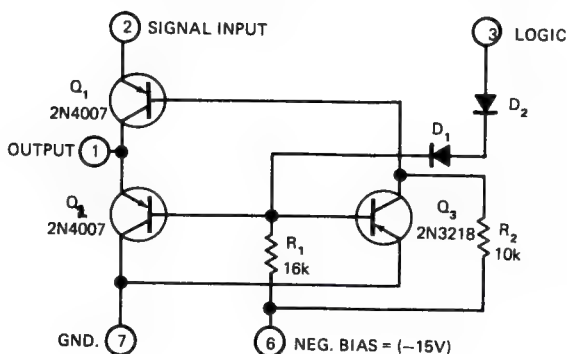 2 SIGNAL INPUT
3 LOGIC
Q1
2N4007
D2
D1
OUTPUT 1
Q2
2N4007
Q3
2N3218
R1
16k
R2
10k
GND. 7
6 NEG. BIAS = (−15V)